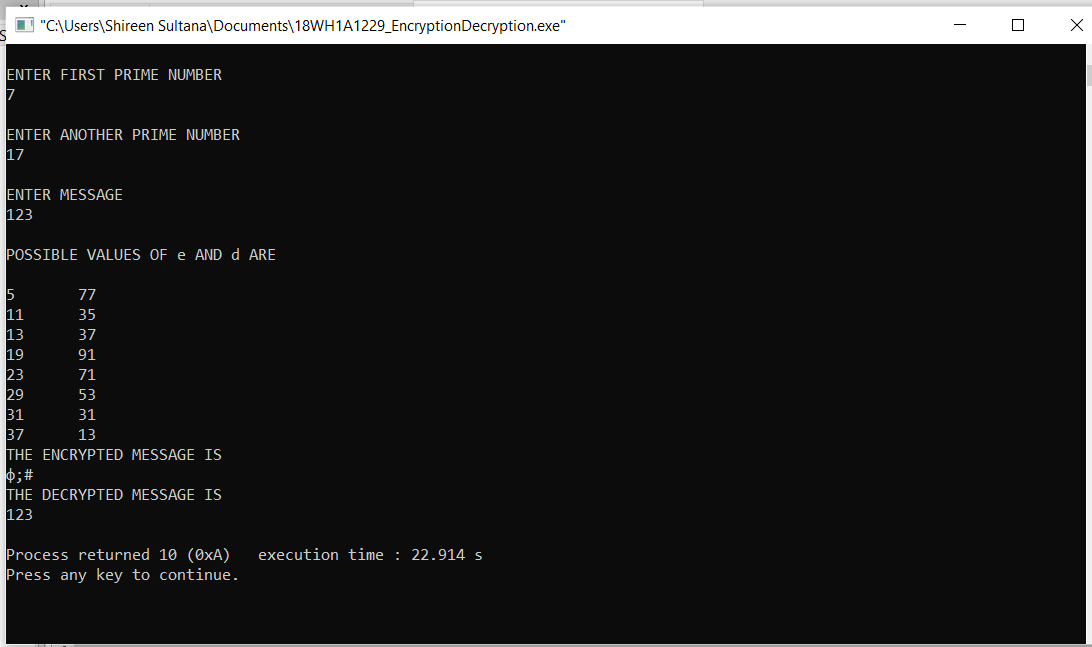 "C:\Users\Shireen Sultana\Documents\18WH1A1229_EncryptionDecryption.exe"
ENTER FIRST PRIME NUMBER
7
ENTER ANOTHER PRIME NUMBER
17
ENTER MESSAGE
123
POSSIBLE VALUES OF e AND d ARE
5 77
11 35
13 37
19 91
23 71
29 53
31 31
37 13
THE ENCRYPTED MESSAGE IS
φ;#
THE DECRYPTED MESSAGE IS
123
Process returned 10 (0xA) execution time : 22.914 s
Press any key to continue.